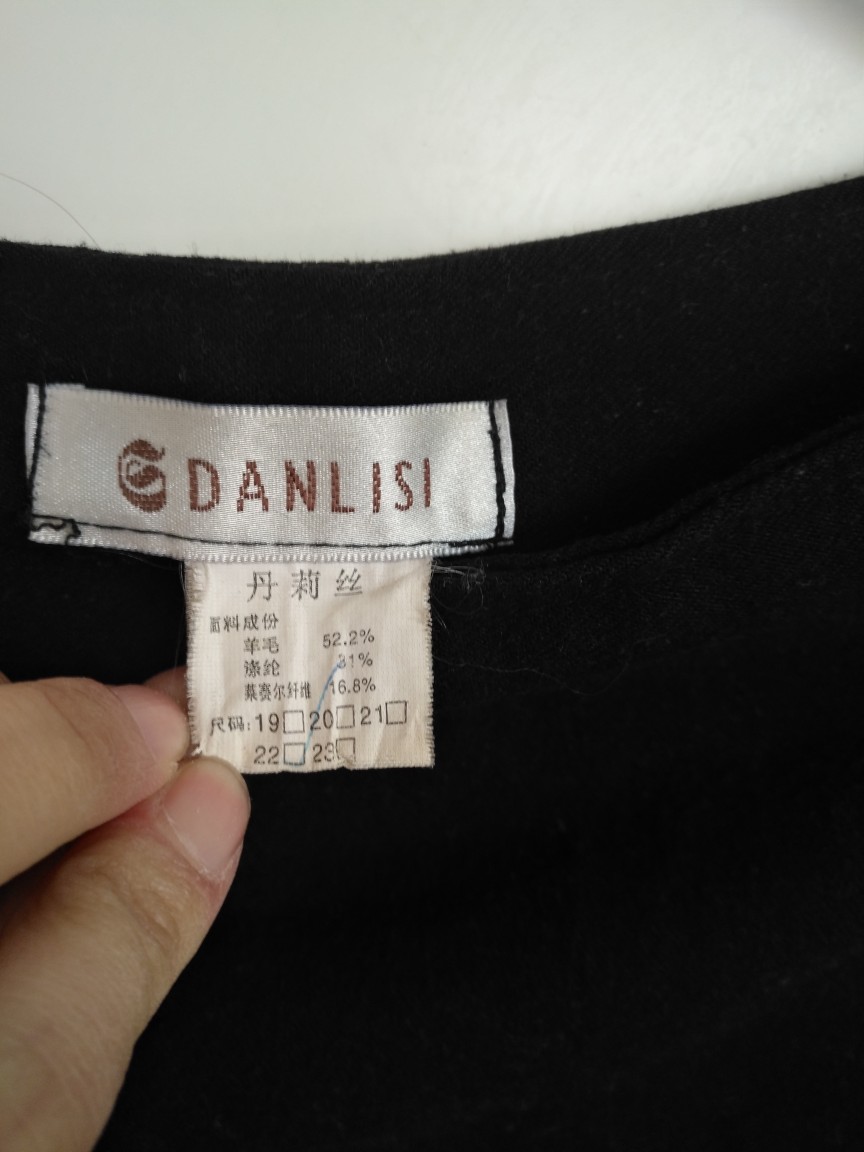 DANLISI
丹莉丝
面料成份
羊毛 52.2%
涤纶 31%
莱赛尔纤维 16.8%
尺码:19□ 20□ 21□
22□ 23□